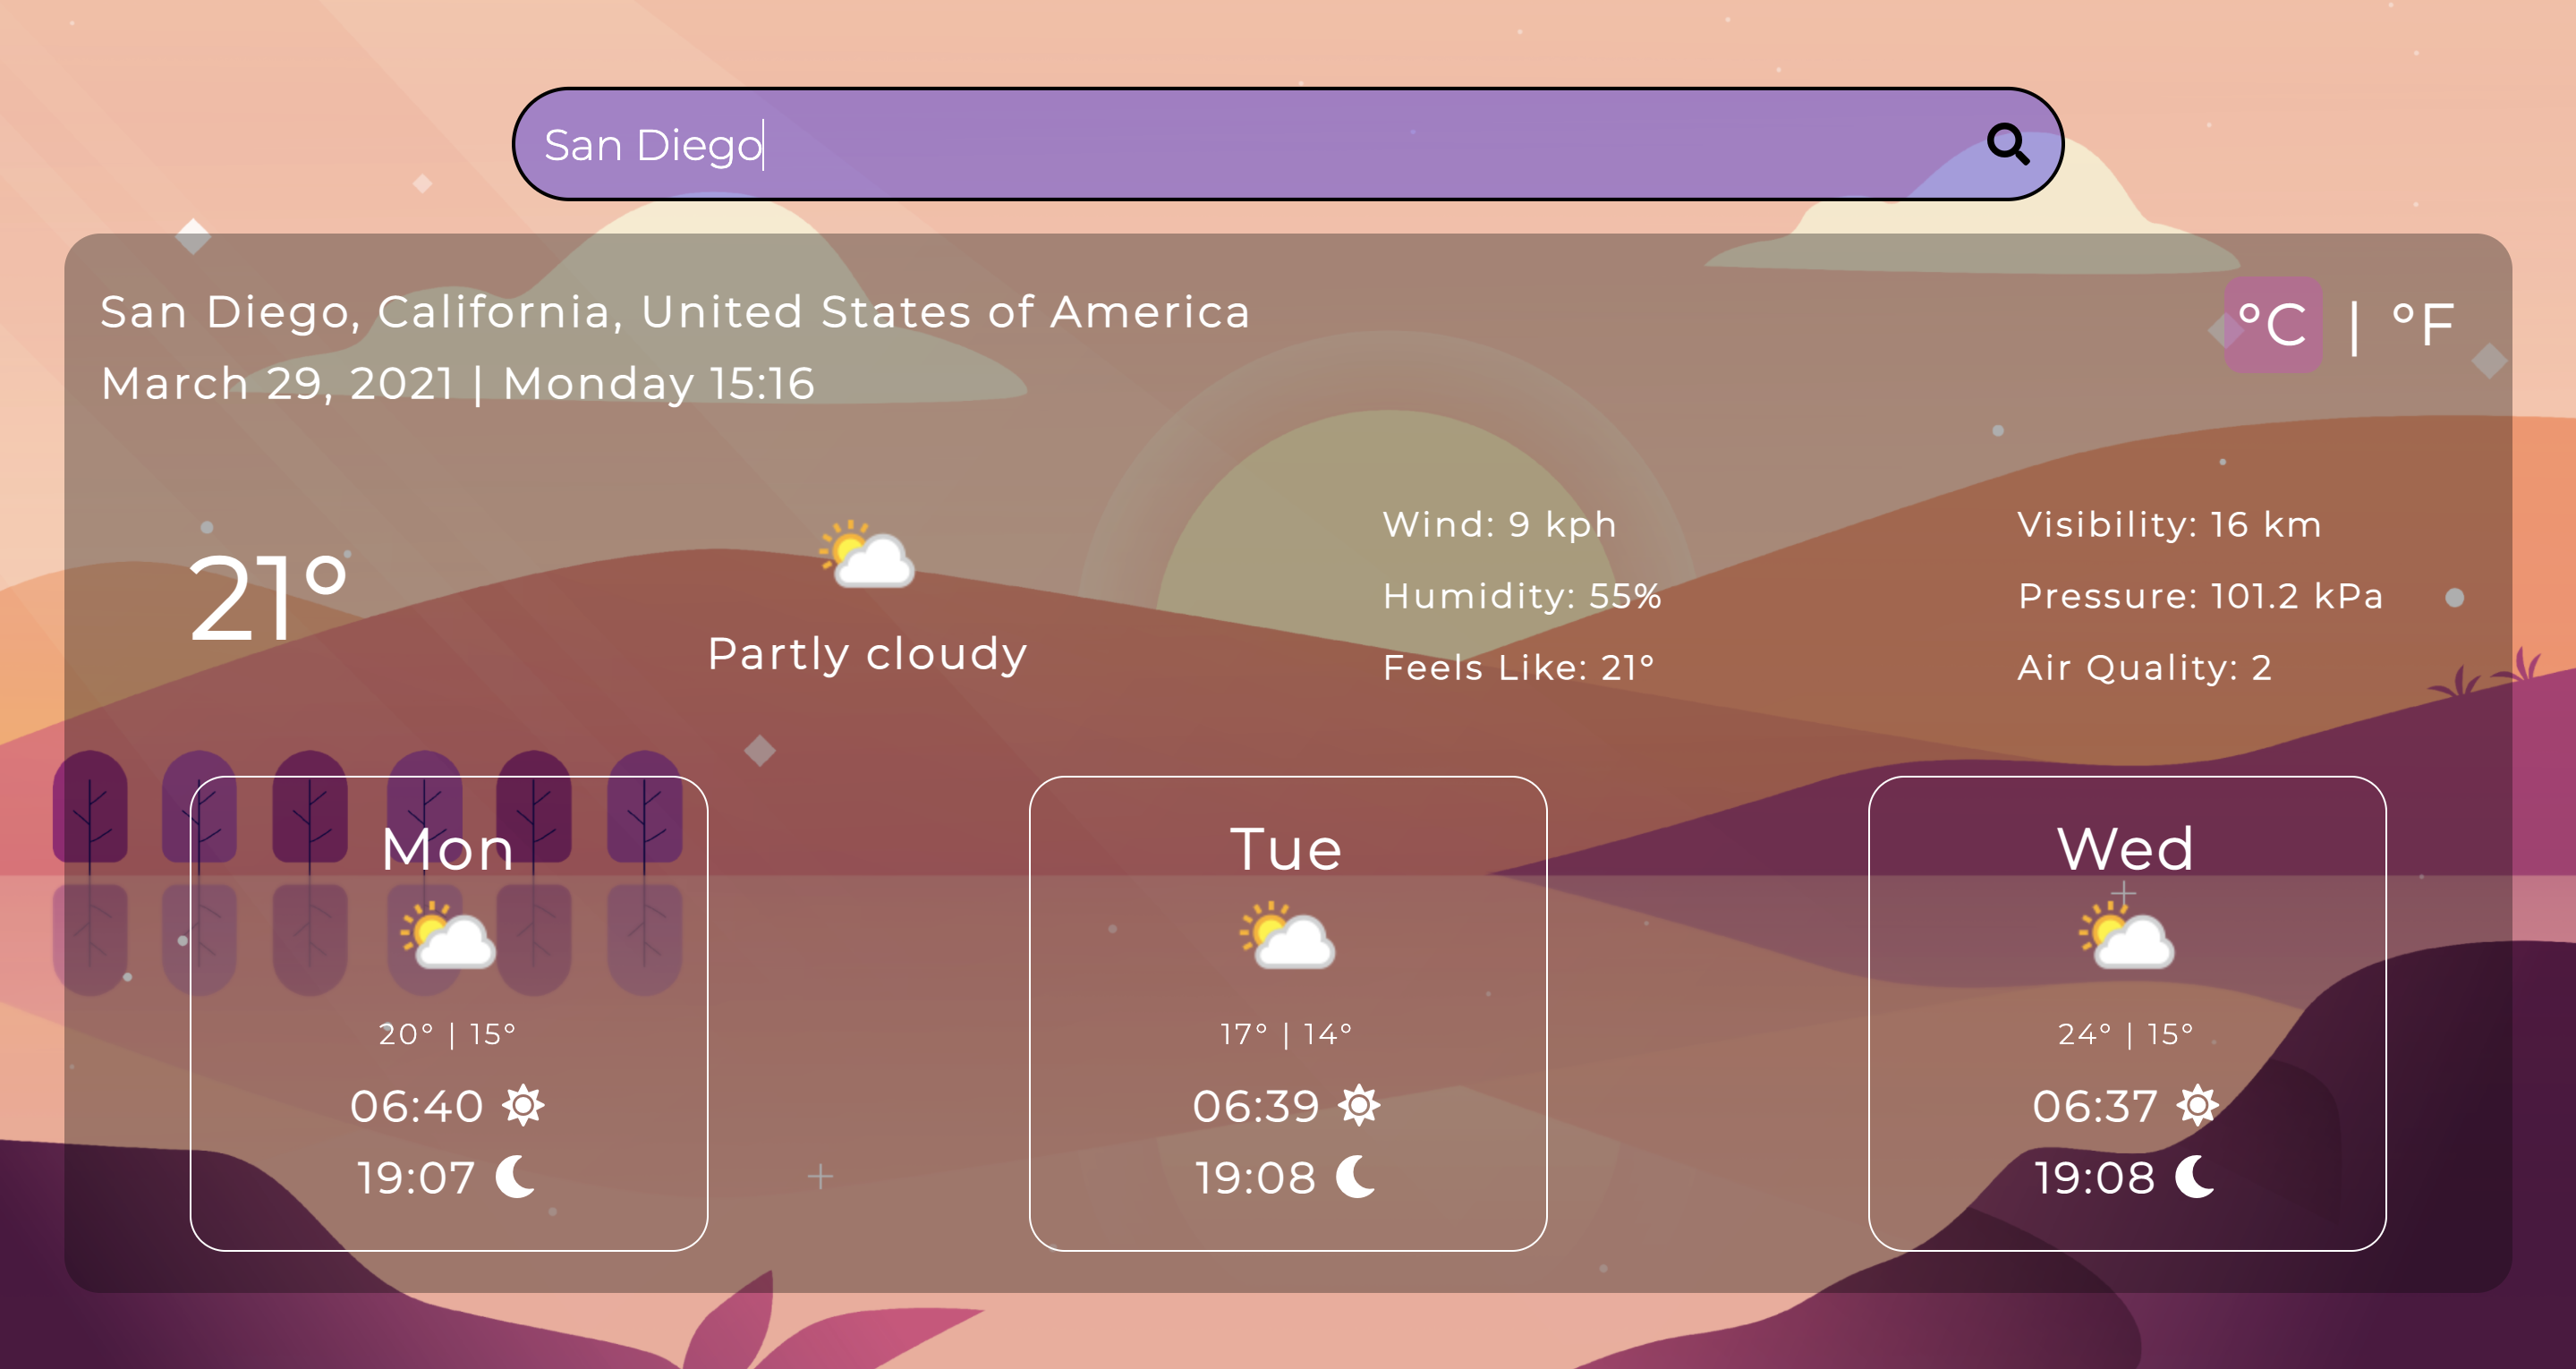 San Diego
San Diego, California, United States of America
°C | °F
March 29, 2021 | Monday 15:16
21°
Partly cloudy
Wind: 9 kph
Humidity: 55%
Feels Like: 21°
Visibility: 16 km
Pressure: 101.2 kPa
Air Quality: 2
Mon
20° | 15°
06:40
19:07
Tue
17° | 14°
06:39
19:08
Wed
24° | 15°
06:37
19:08